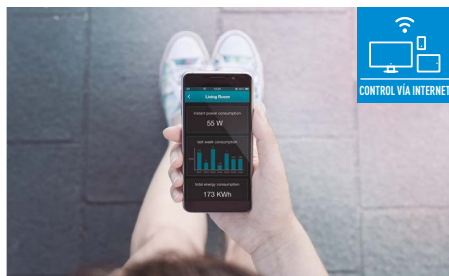 Living Room
instant power consumption
55 W
last week consumption
total energy consumption
173 KWh
CONTROL VÍA INTERNET